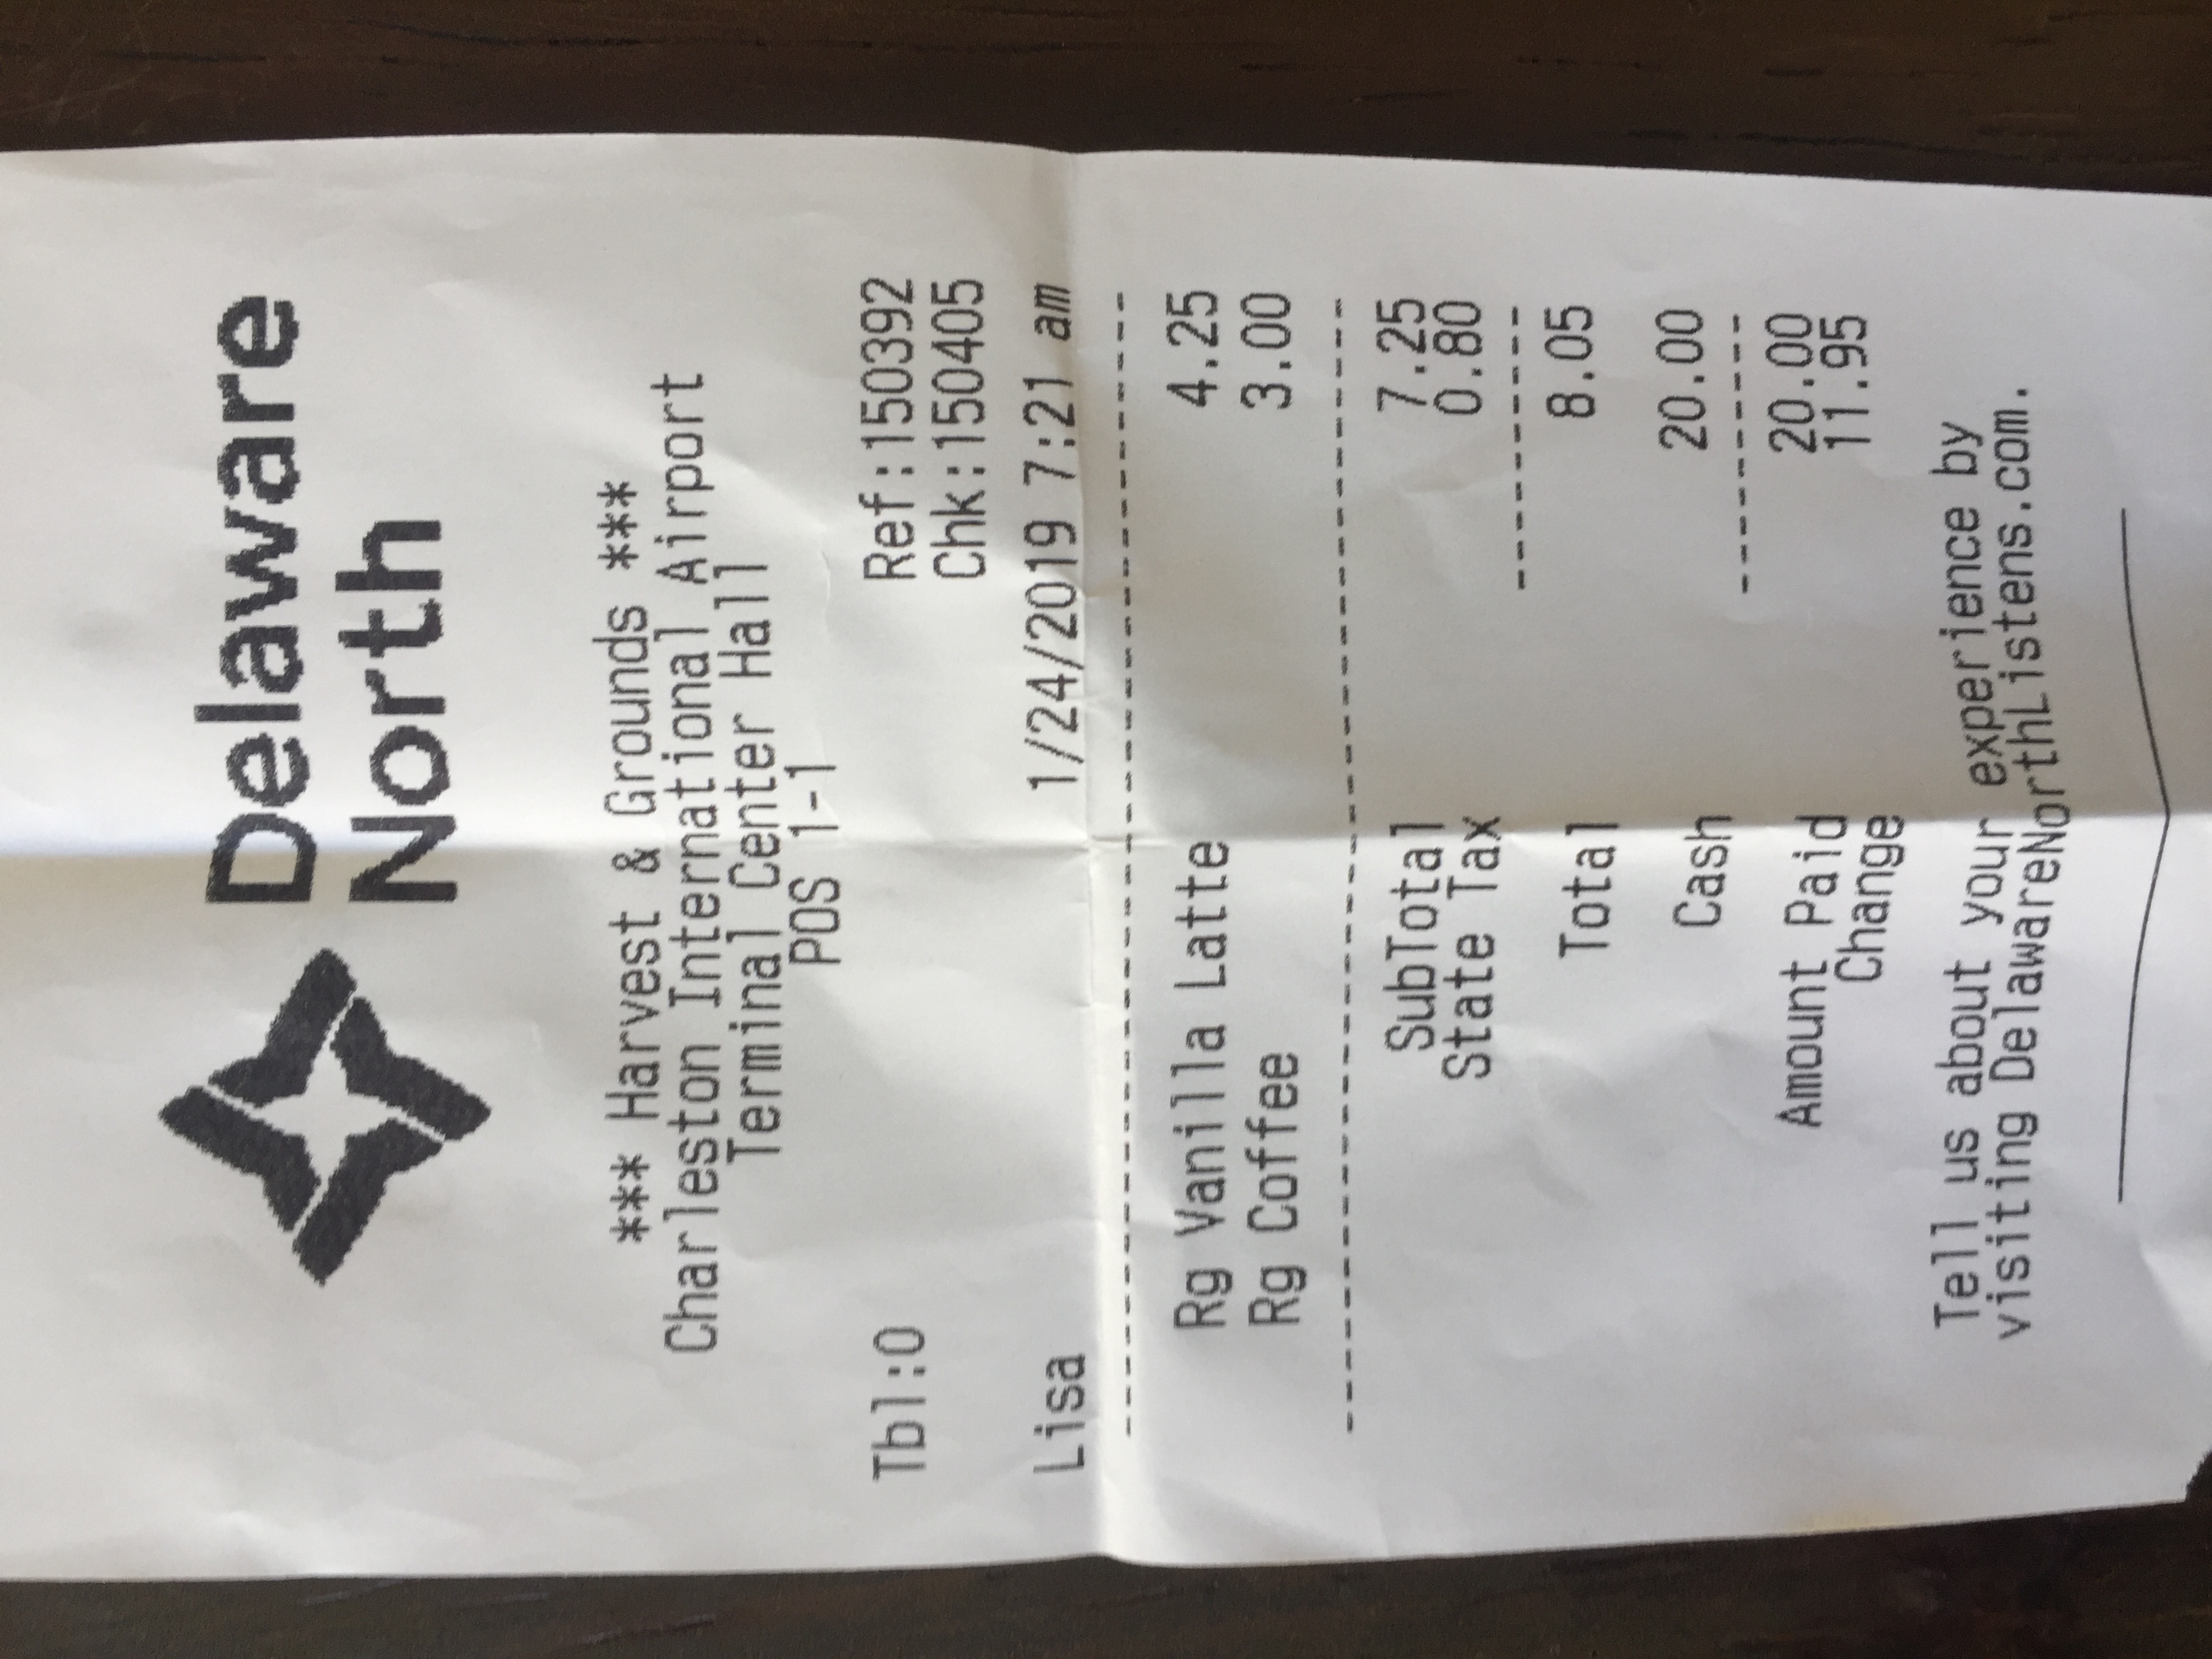 Delaware
North
*** Harvest & Grounds ***
Charleston International Airport
Terminal Center Hall
POS 1-1
Tbl:0 Ref:150392
Chk:150405
Lisa 1/24/2019 7:21 am
Rg Vanilla Latte 4.25
Rg Coffee 3.00
SubTotal 7.25
State Tax 0.80
Total 8.05
Cash 20.00
Amount Paid 20.00
Change 11.95
Tell us about your experience by
visiting DelawareNorthListens.com.